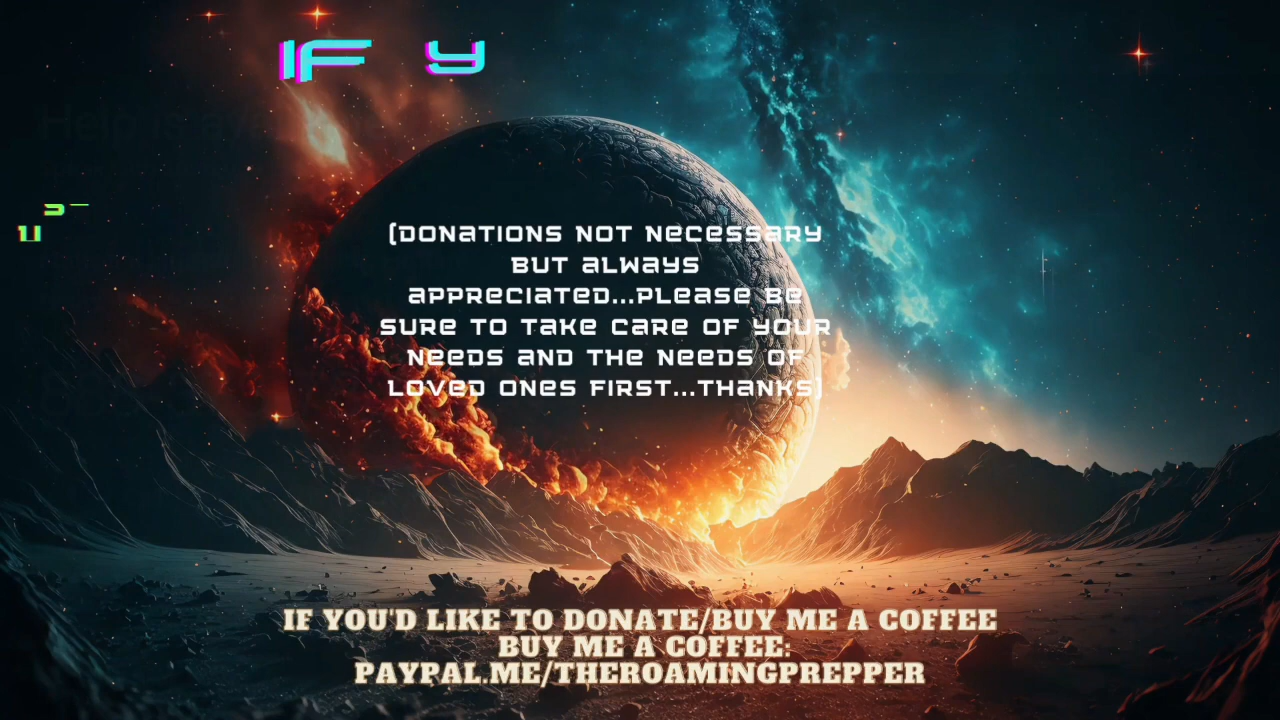 IF Y
(DONATIONS NOT NECESSARY
BUT ALWAYS
APPRECIATED...PLEASE BE
SURE TO TAKE CARE OF YOUR
NEEDS AND THE NEEDS OF
LOVED ONES FIRST...THANKS)
IF YOU'D LIKE TO DONATE/BUY ME A COFFEE
BUY ME A COFFEE:
PAYPAL.ME/THEROAMINGPREPPER